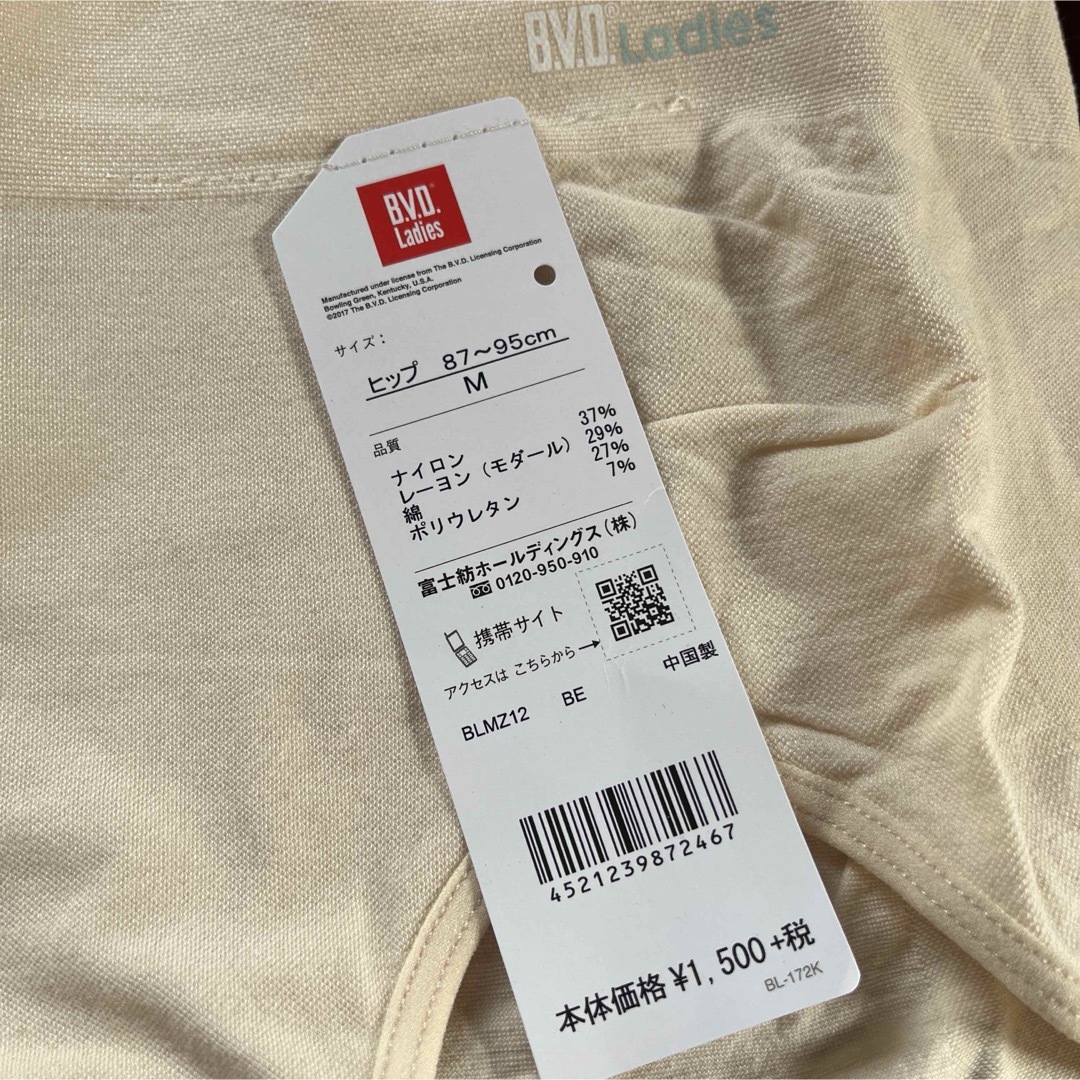 B.V.D.® Ladies
B.V.D.®
Ladies
Manufactured under license from The B.V.D. Licensing Corporation
Bowling Green, Kentucky, U.S.A.
©2017 The B.V.D. Licensing Corporation
サイズ：
ヒップ 87～95cm
M
品質
ナイロン 37%
レーヨン（モダール） 29%
綿 27%
ポリウレタン 7%
富士紡ホールディングス（株）
0120-950-910
携帯サイト
アクセスは こちらから→
中国製
BLMZ12 BE
4521239872467
本体価格 ¥1,500+税
BL-172K